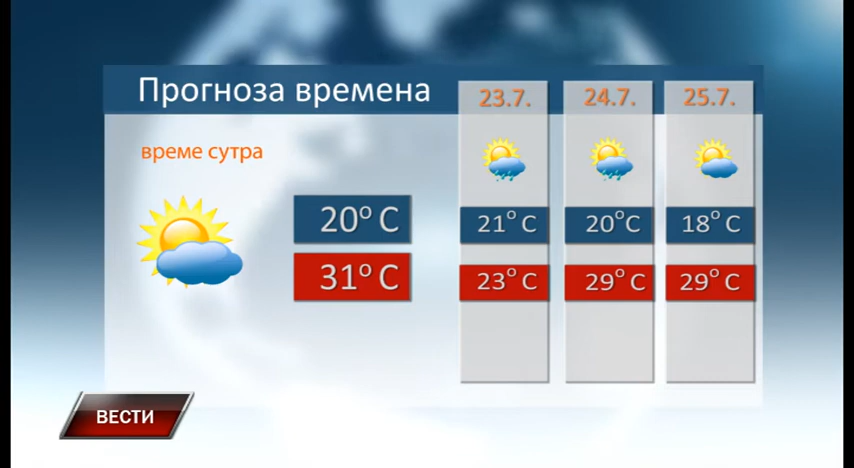 Прогноза времена
време сутра
20° C
31° C
23.7.
21° C
23° C
24.7.
20°C
29° C
25.7.
18° C
29° C
ВЕСТИ